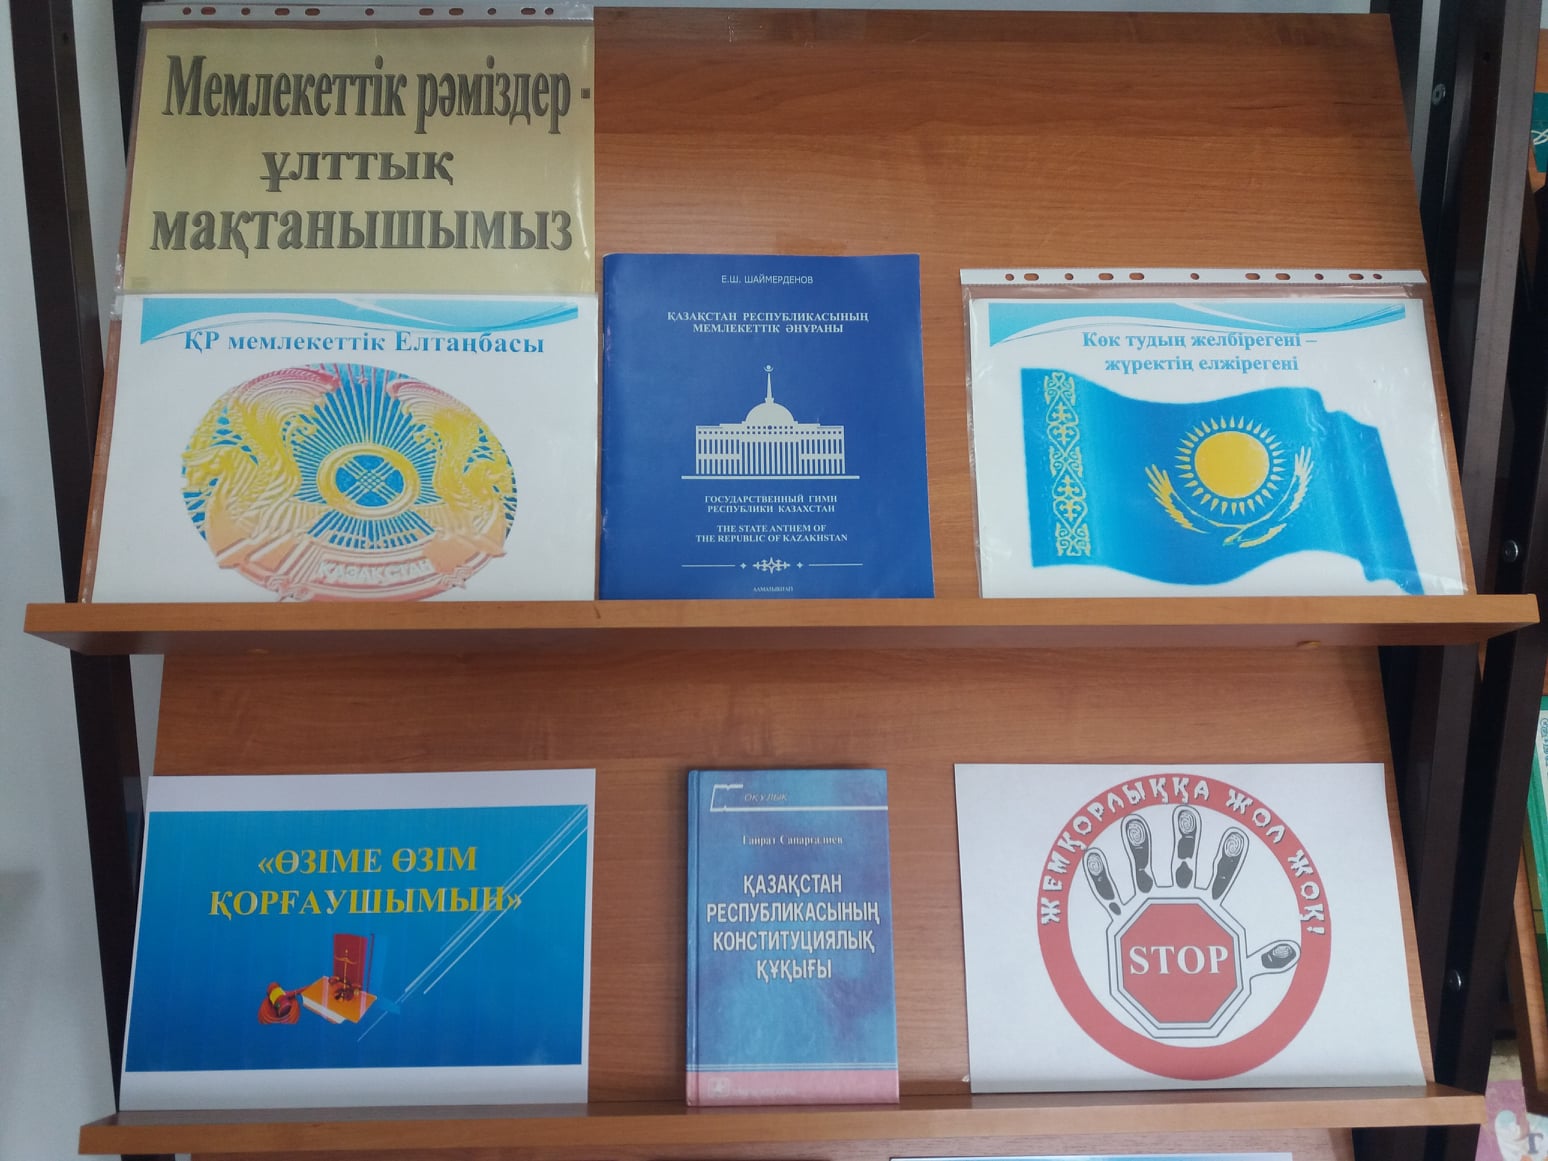 Мемлекеттік рәміздер -
ұлттық
мақтанышымыз
ҚР мемлекеттік Елтаңбасы
ҚАЗАҚСТАН
Е.Ш. ШАЙМЕРДЕНОВ
ҚАЗАҚСТАН РЕСПУБЛИКАСЫНЫҢ
МЕМЛЕКЕТТІК ӘНҰРАНЫ
ГОСУДАРСТВЕННЫЙ ГИМН
РЕСПУБЛИКИ КАЗАХСТАН
THE STATE ANTHEM OF
THE REPUBLIC OF KAZAKHSTAN
АЛМАТЫКІТАП
Көк тудың желбірегені –
жүректің елжірегені
«ӨЗІМЕ ӨЗІМ
ҚОРҒАУШЫМЫН»
ОҚУЛЫҚ
Ғайрат Сапарғалиев
ҚАЗАҚСТАН
РЕСПУБЛИКАСЫНЫҢ
КОНСТИТУЦИЯЛЫҚ
ҚҰҚЫҒЫ
ЖЕМҚОРЛЫҚҚА ЖОЛ ЖОҚ!
STOP